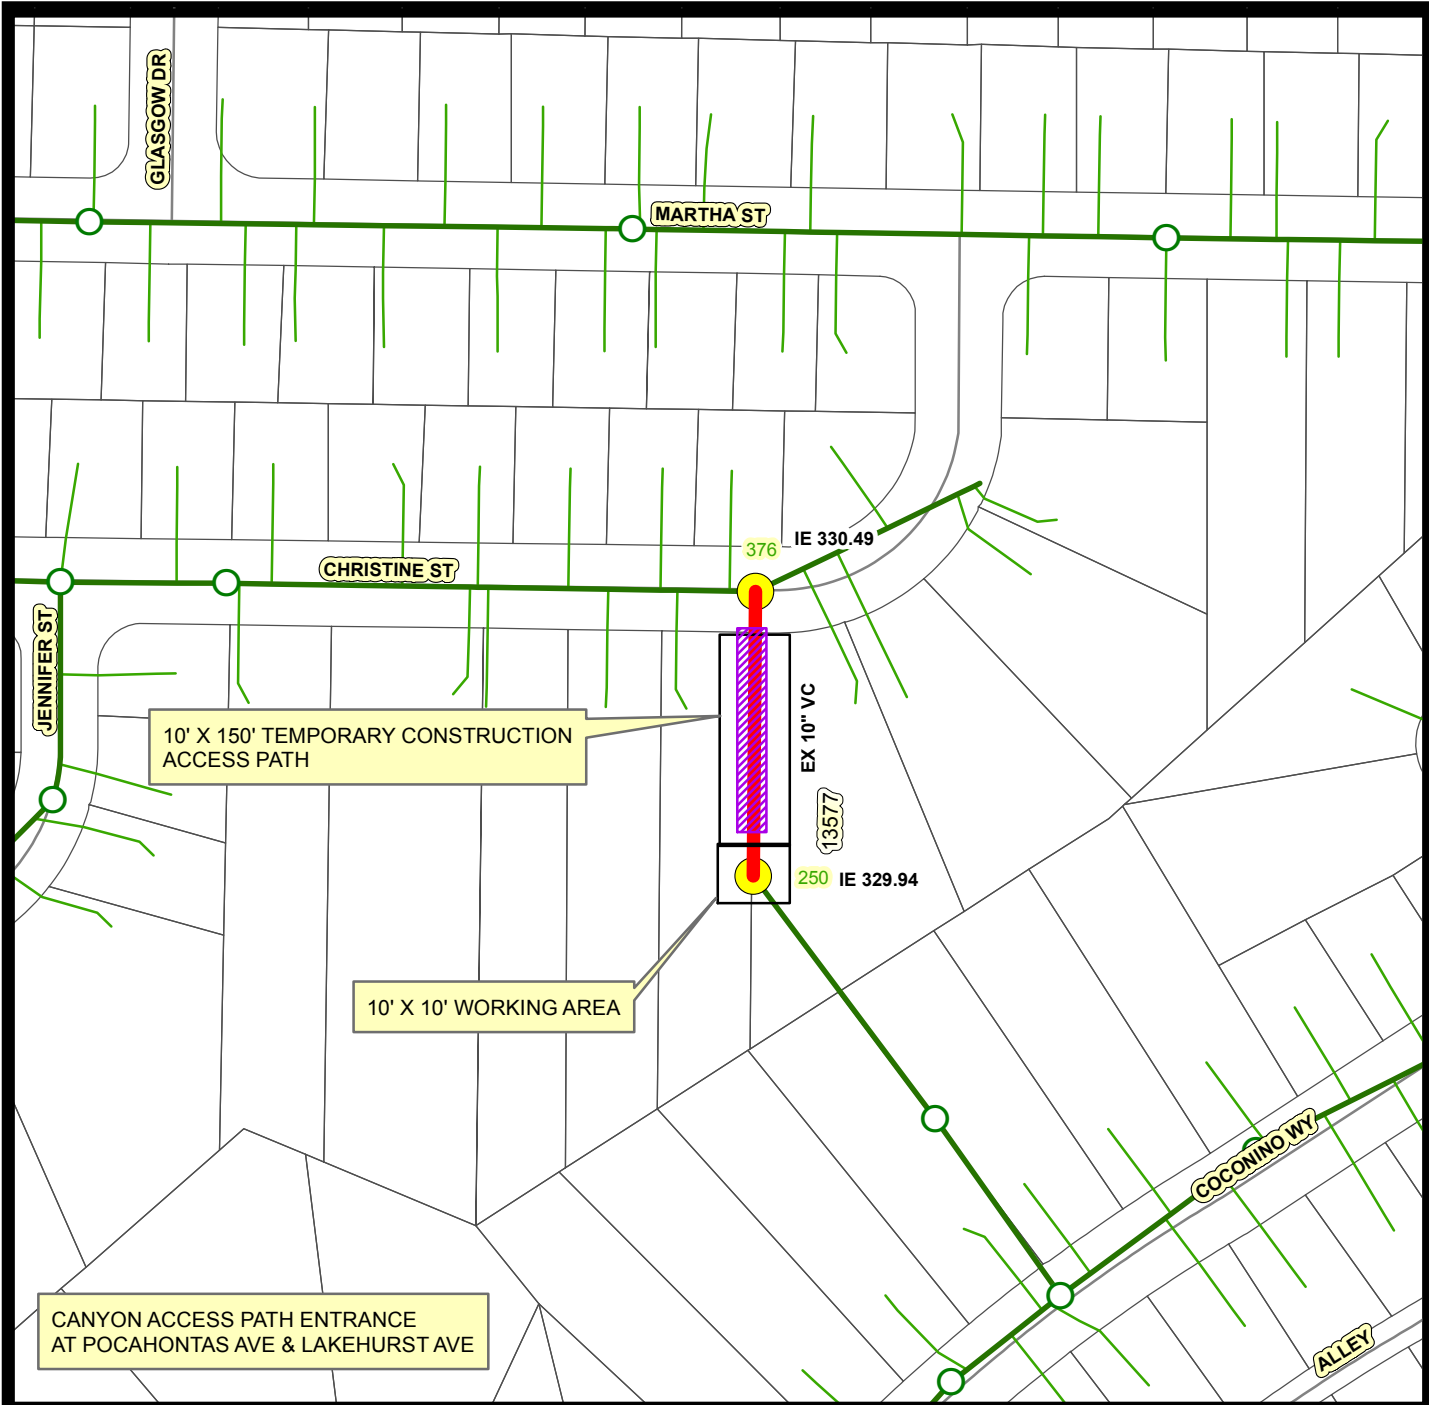 GLASGOW DR
MARTHA ST
376
IE 330.49
CHRISTINE ST
JENNIFER ST
10' X 150' TEMPORARY CONSTRUCTION
ACCESS PATH
EX 10" VC
13577
250
IE 329.94
10' X 10' WORKING AREA
COCONINO WY
CANYON ACCESS PATH ENTRANCE
AT POCAHONTAS AVE & LAKEHURST AVE
ALLEY